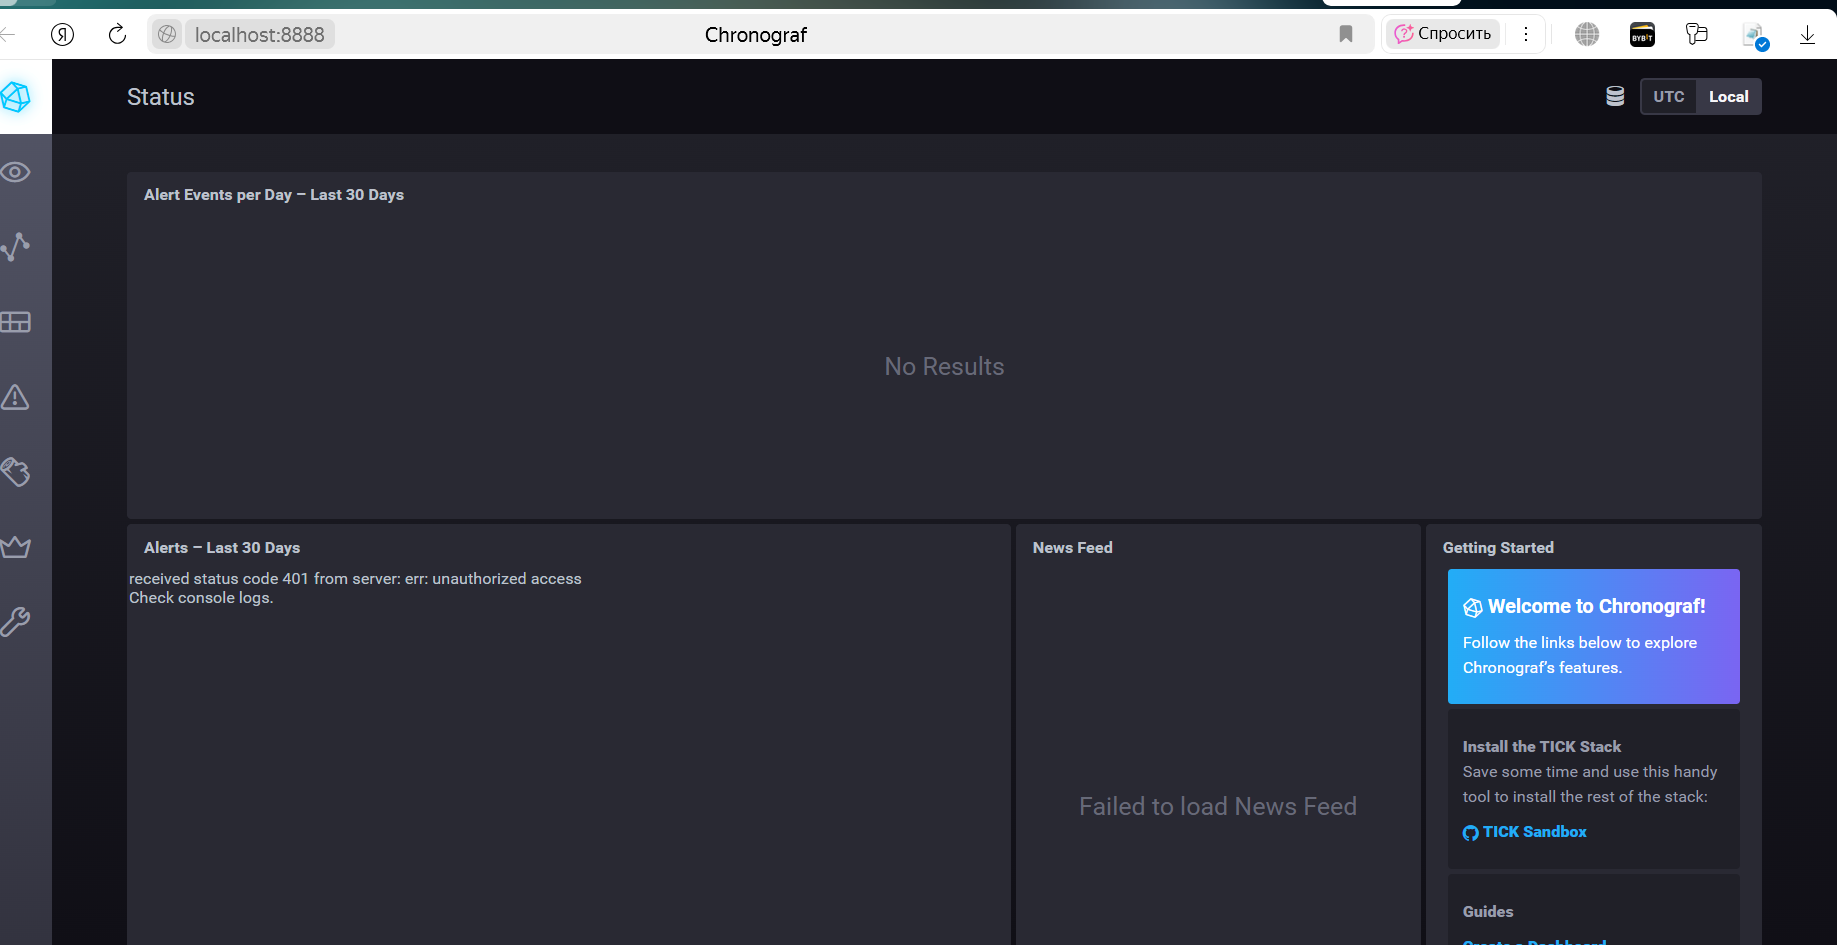 Я
localhost:8888
Chronograf
Спросить
BYBIT
Status
UTC
Local
Alert Events per Day – Last 30 Days
No Results
Alerts – Last 30 Days
received status code 401 from server: err: unauthorized access
Check console logs.
News Feed
Failed to load News Feed
Getting Started
Welcome to Chronograf!
Follow the links below to explore
Chronograf’s features.
Install the TICK Stack
Save some time and use this handy
tool to install the rest of the stack:
TICK Sandbox
Guides
Create a Dashboard